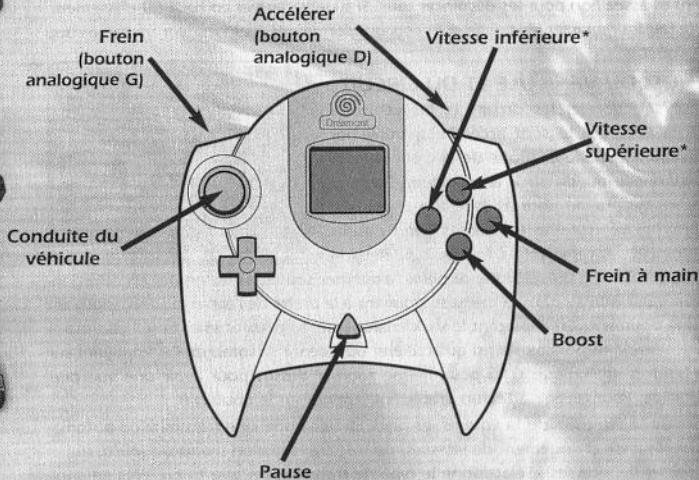 Accélérer
(bouton
analogique D)
Frein
(bouton
analogique G)
Vitesse inférieure*
Vitesse
supérieure*
Dreamcast
Conduite du
véhicule
Frein à main
Boost
Pause